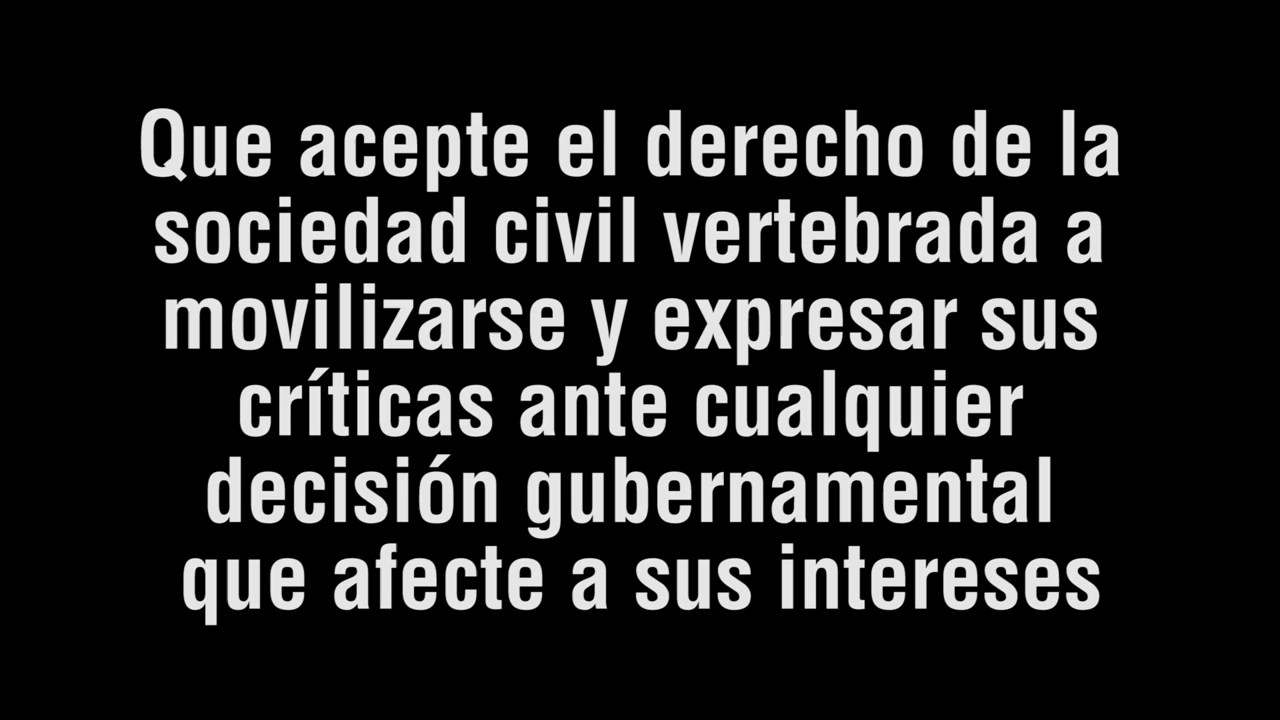 Que acepte el derecho de la
sociedad civil vertebrada a
movilizarse y expresar sus
críticas ante cualquier
decisión gubernamental
que afecte a sus intereses